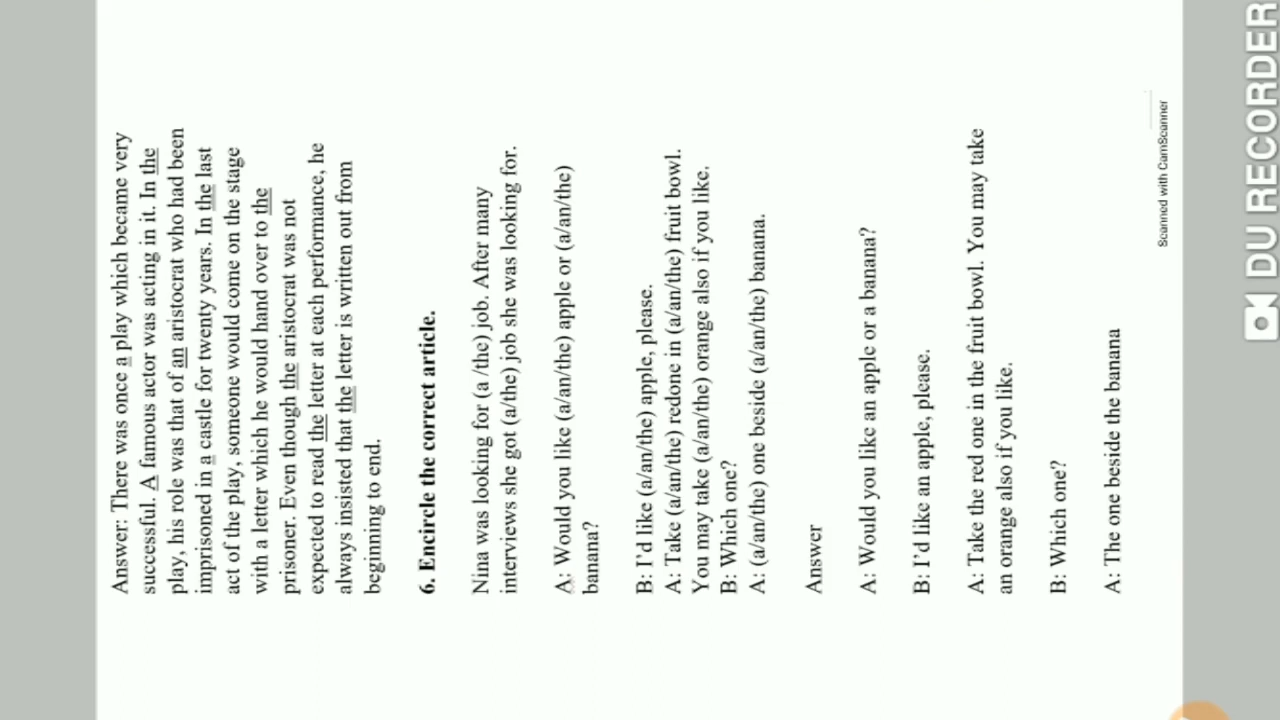 Answer: There was once a play which became very
successful. A famous actor was acting in it. In the
play, his role was that of an aristocrat who had been
imprisoned in a castle for twenty years. In the last
act of the play, someone would come on the stage
with a letter which he would hand over to the
prisoner. Even though the aristocrat was not
expected to read the letter at each performance, he
always insisted that the letter is written out from
beginning to end.
6. Encircle the correct article.
Nina was looking for (a /the) job. After many
interviews she got (a/the) job she was looking for.
A: Would you like (a/an/the) apple or (a/an/the)
banana?
B: I'd like (a/an/the) apple, please.
A: Take (a/an/the) redone in (a/an/the) fruit bowl.
You may take (a/an/the) orange also if you like.
B: Which one?
A: (a/an/the) one beside (a/an/the) banana.
Answer
A: Would you like an apple or a banana?
B: I'd like an apple, please.
A: Take the red one in the fruit bowl. You may take
an orange also if you like.
B: Which one?
A: The one beside the banana
Scanned with CamScanner
DU RECORDER